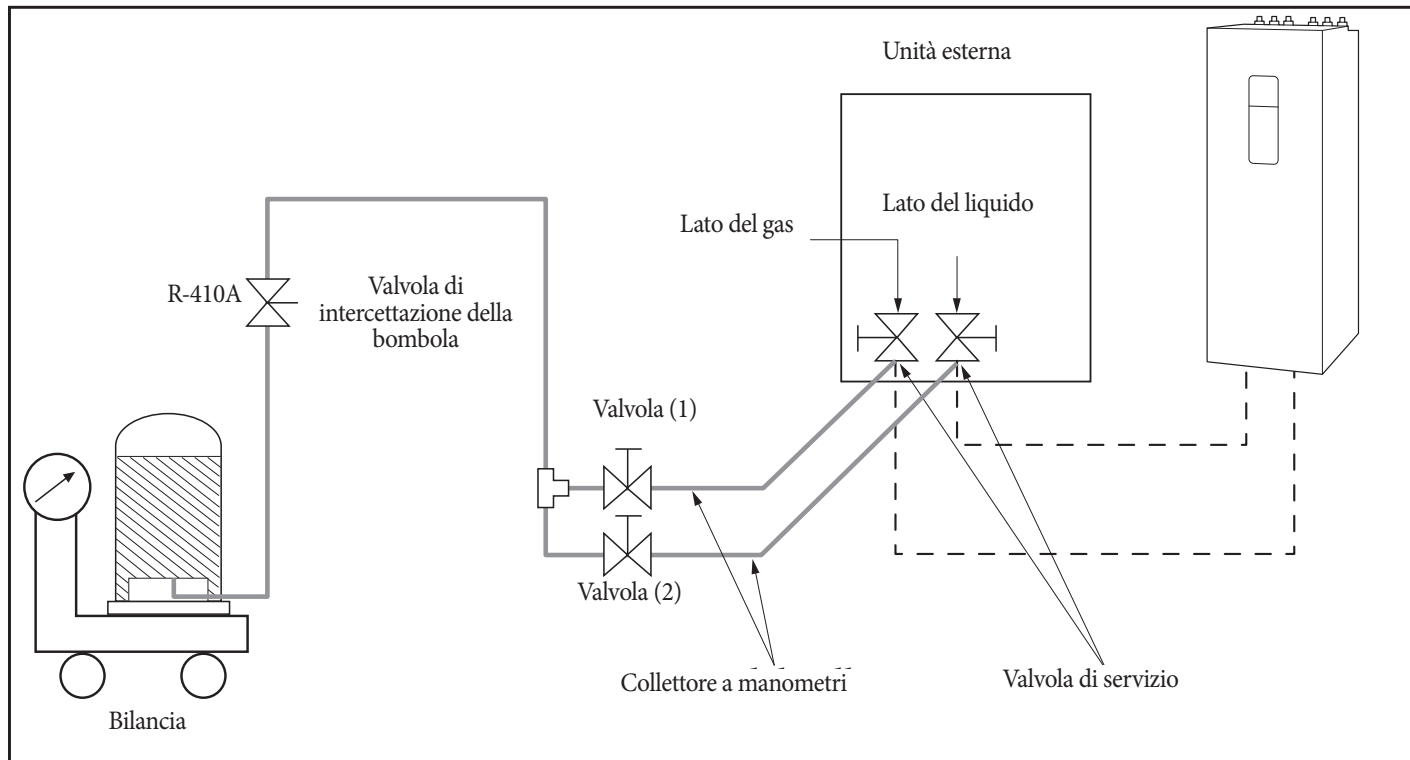 Unità esterna
Lato del liquido
Lato del gas
R-410A
Valvola di
intercettazione della
bombola
Valvola (1)
Valvola (2)
Collettore a manometri
Valvola di servizio
Bilancia